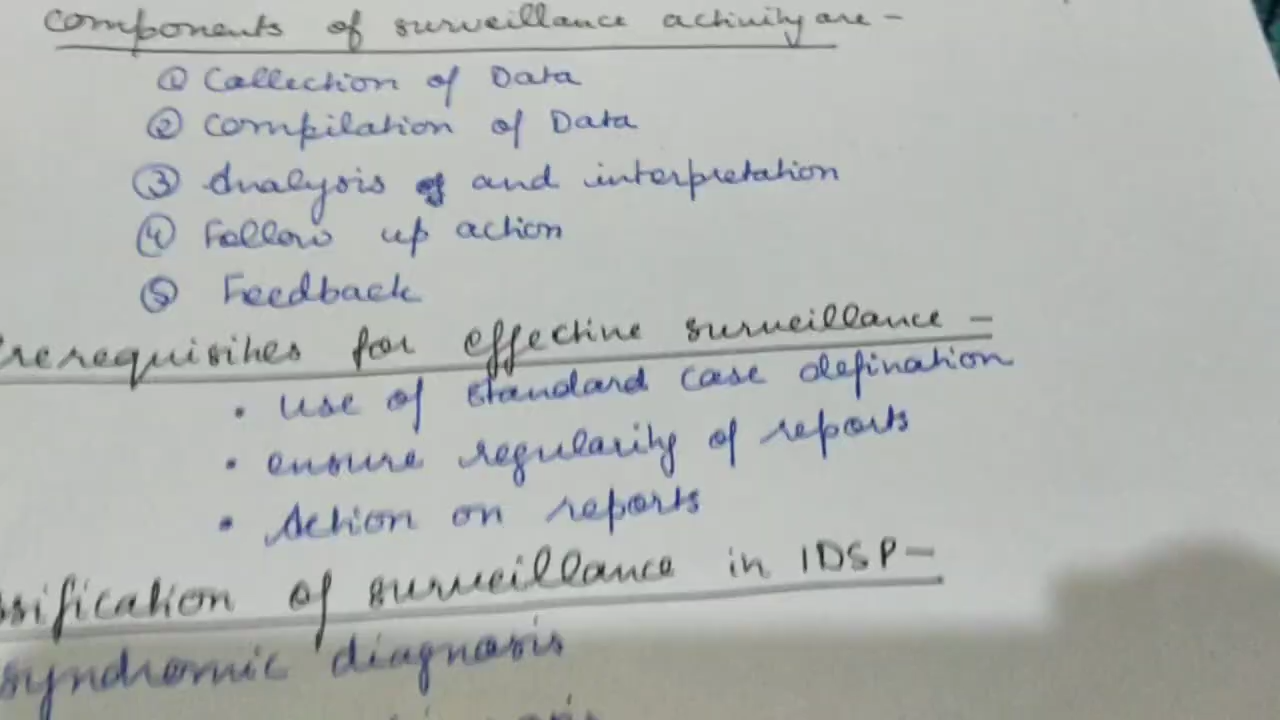 components of surveillance activity are -
① Collection of Data
② Compilation of Data
③ Analysis of and interpretation
④ Follow up action
⑤ Feedback
rerequisites for effective surveillance -
• use of standard case defination
• ensure regularity of reports
• Action on reports
sification of surveillance in IDSP -
syndromic diagnosis